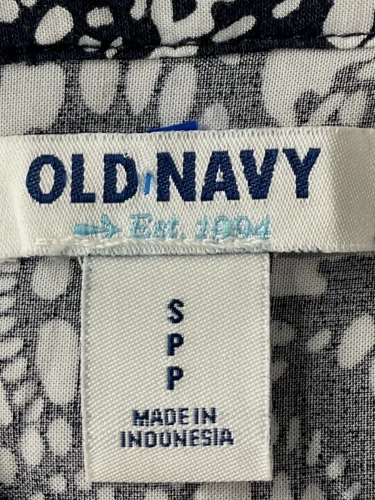 OLD NAVY
Est. 1994
S
P
P
MADE IN
INDONESIA